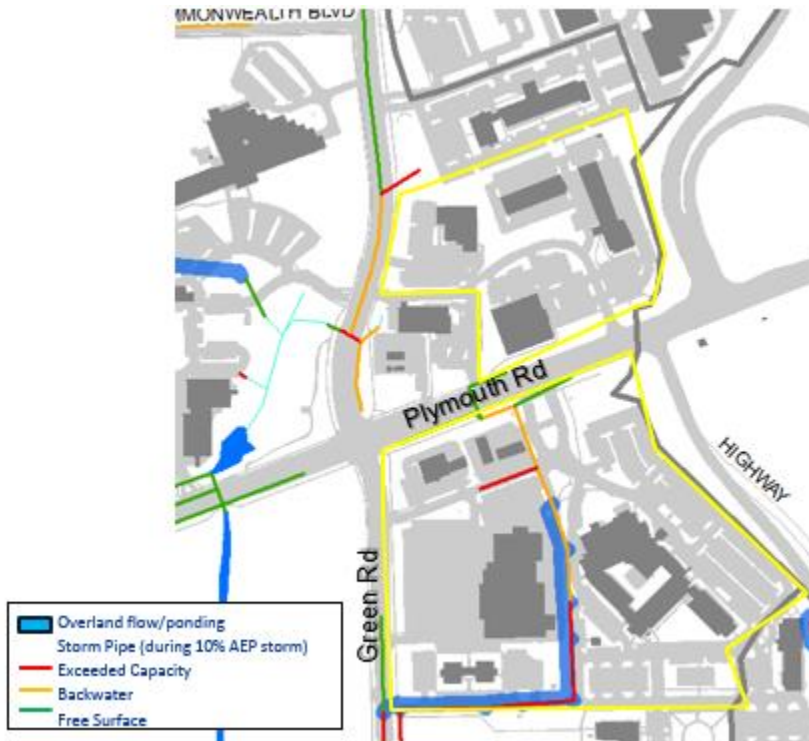 MONWEALTH BLVD
Plymouth Rd
HIGHWAY
Green Rd
Overland flow/ponding
Storm Pipe (during 10% AEP storm)
Exceeded Capacity
Backwater
Free Surface